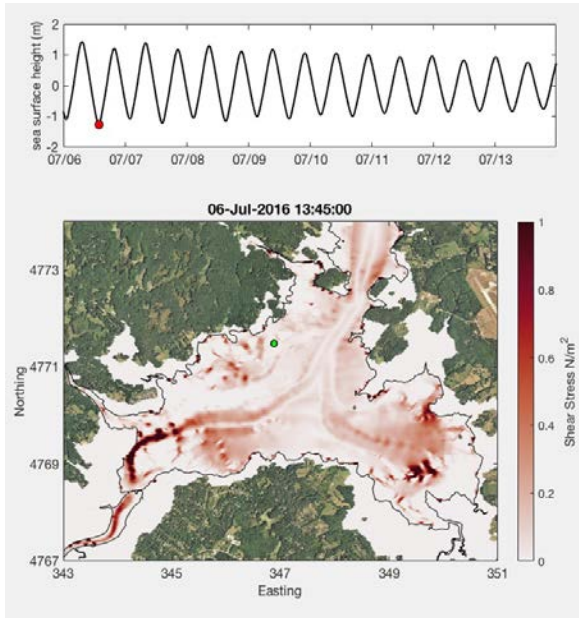 2
1
0
-1
-2
sea surface height (m)
07/06 07/07 07/08 07/09 07/10 07/11 07/12 07/13
06-Jul-2016 13:45:00
4773
4771
4769
4767
Northing
343 345 347 349 351
Easting
1
0.8
0.6
0.4
0.2
0
Shear Stress N/m²